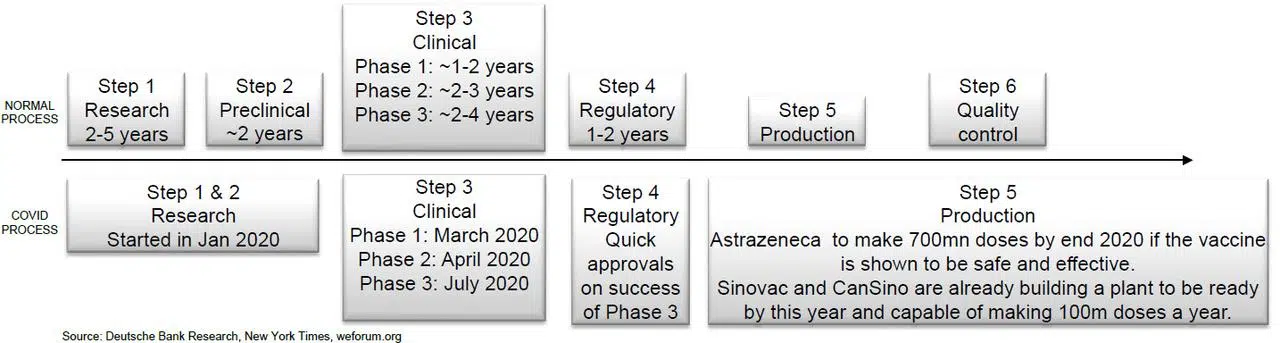 NORMAL
PROCESS
Step 1
Research
2-5 years
Step 2
Preclinical
~2 years
Step 3
Clinical
Phase 1: ~1-2 years
Phase 2: ~2-3 years
Phase 3: ~2-4 years
Step 4
Regulatory
1-2 years
Step 5
Production
Step 6
Quality
control
COVID
PROCESS
Step 1 & 2
Research
Started in Jan 2020
Step 3
Clinical
Phase 1: March 2020
Phase 2: April 2020
Phase 3: July 2020
Step 4
Regulatory
Quick
approvals
on success
of Phase 3
Step 5
Production
Astrazeneca to make 700mn doses by end 2020 if the vaccine
is shown to be safe and effective.
Sinovac and CanSino are already building a plant to be ready
by this year and capable of making 100m doses a year.
Source: Deutsche Bank Research, New York Times, weforum.org